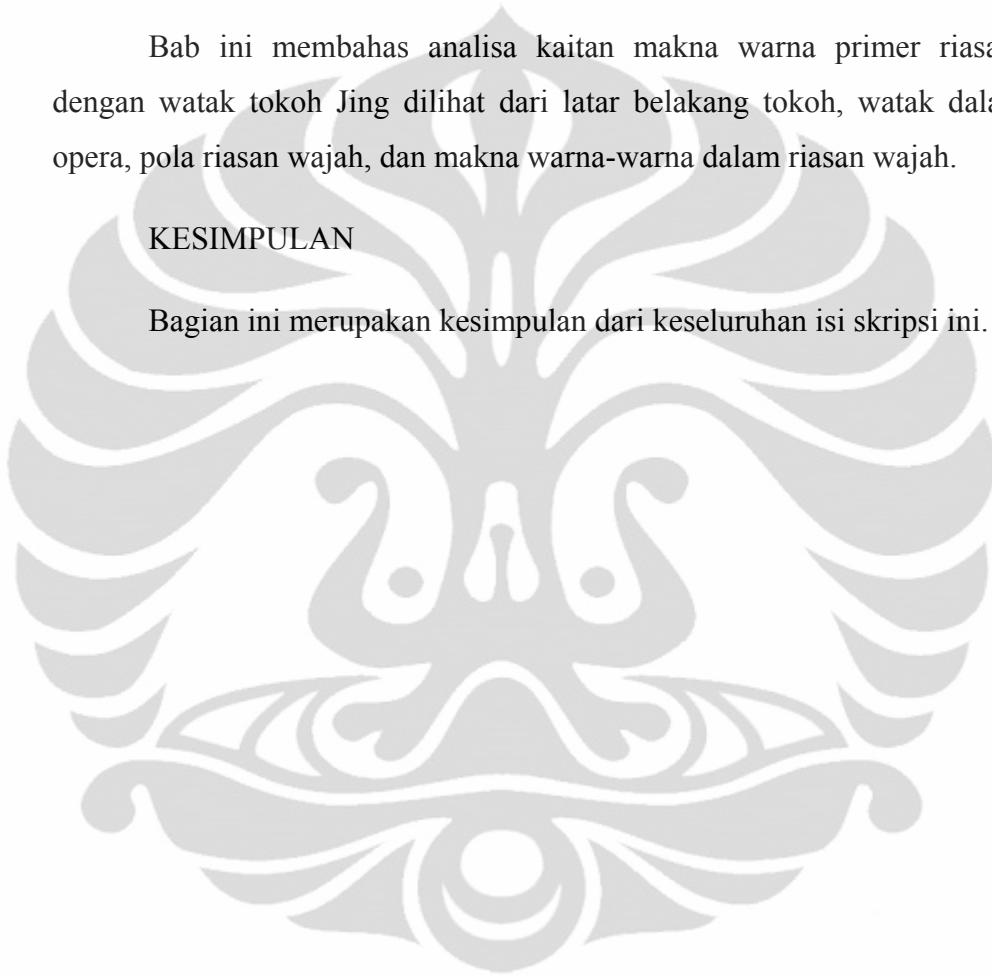 Bab ini membahas analisa kaitan makna warna primer riasa
dengan watak tokoh Jing dilihat dari latar belakang tokoh, watak dala
opera, pola riasan wajah, dan makna warna-warna dalam riasan wajah.
KESIMPULAN
Bagian ini merupakan kesimpulan dari keseluruhan isi skripsi ini.